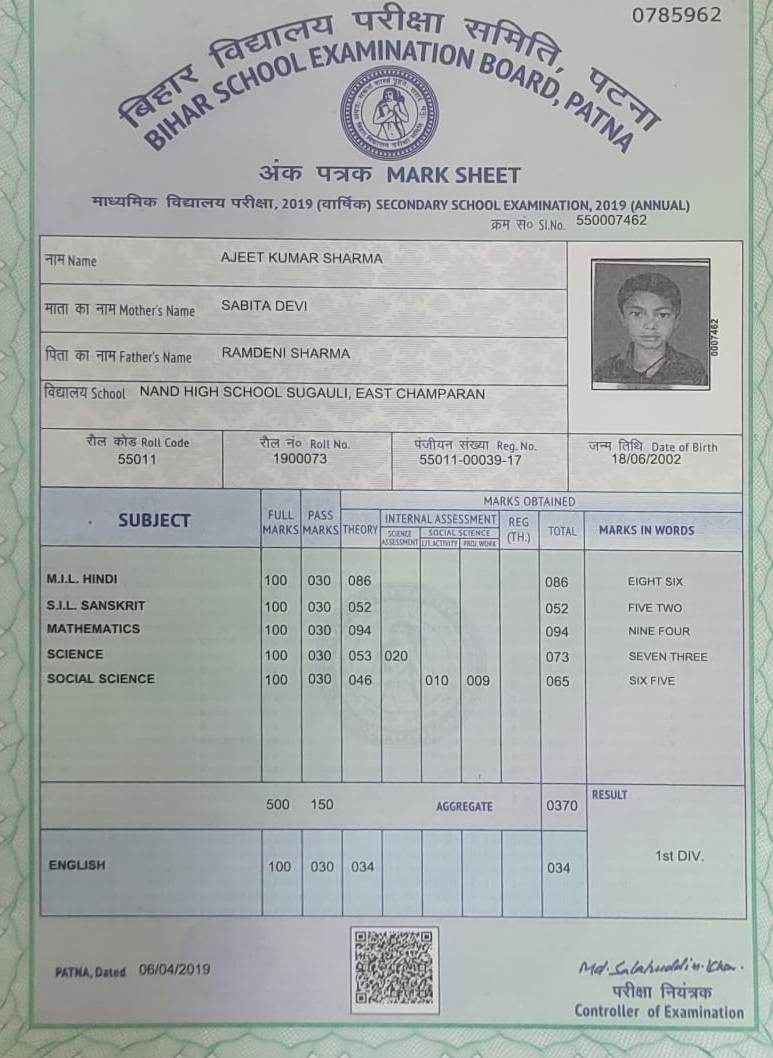 0785962
बिहार विद्यालय परीक्षा समिति, पटना
BIHAR SCHOOL EXAMINATION BOARD, PATNA
अंक पत्रक MARK SHEET
माध्यमिक विद्यालय परीक्षा, 2019 (वार्षिक) SECONDARY SCHOOL EXAMINATION, 2019 (ANNUAL)
क्रम सं० Sl.No. 550007462
नाम Name AJEET KUMAR SHARMA
माता का नाम Mother's Name SABITA DEVI
पिता का नाम Father's Name RAMDENI SHARMA
विद्यालय School NAND HIGH SCHOOL SUGAULI, EAST CHAMPARAN
0007462
रौल कोड Roll Code रौल नं० Roll No. पंजीयन संख्या Reg. No. जन्म तिथि Date of Birth
55011 1900073 55011-00039-17 18/06/2002
SUBJECT FULL MARKS PASS MARKS MARKS OBTAINED
THEORY INTERNAL ASSESSMENT REG (TH.) TOTAL MARKS IN WORDS
SCIENCE ASSESSMENT SOCIAL SCIENCE
LIT. ACTIVITY PROJ. WORK
M.I.L. HINDI 100 030 086 086 EIGHT SIX
S.I.L. SANSKRIT 100 030 052 052 FIVE TWO
MATHEMATICS 100 030 094 094 NINE FOUR
SCIENCE 100 030 053 020 073 SEVEN THREE
SOCIAL SCIENCE 100 030 046 010 009 065 SIX FIVE
500 150 AGGREGATE 0370 RESULT
1st DIV.
ENGLISH 100 030 034 034
PATNA, Dated 06/04/2019
Md. Salahuddin Khan.
परीक्षा नियंत्रक
Controller of Examination